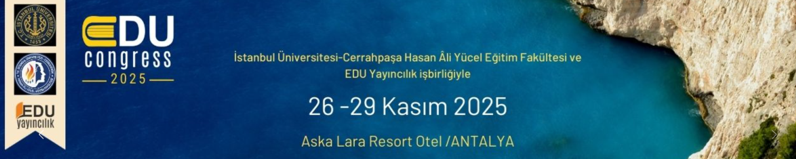 EDU
congress
2025
EDU
yayıncılık
İstanbul Üniversitesi-Cerrahpaşa Hasan Âli Yücel Eğitim Fakültesi ve
EDU Yayıncılık işbirliğiyle
26 -29 Kasım 2025
Aska Lara Resort Otel /ANTALYA